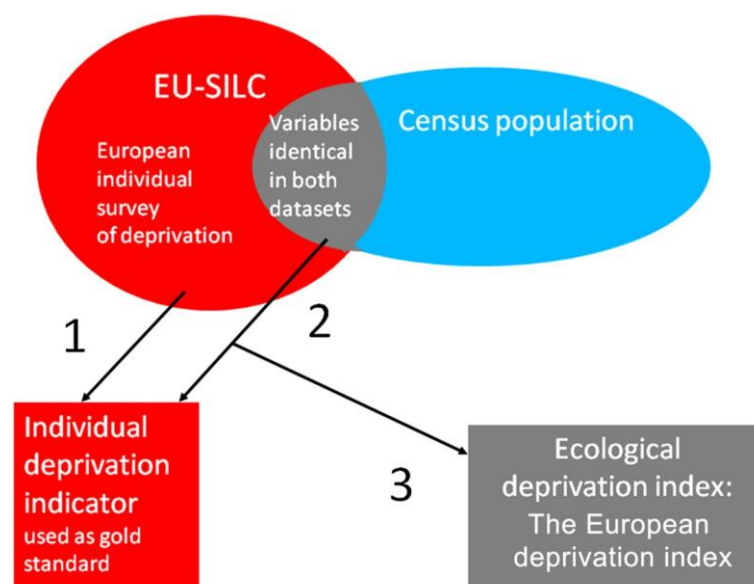 EU-SILC
European
individual
survey
of deprivation
Variables
identical
in both
datasets
Census population
1
2
3
Individual
deprivation
indicator
used as gold
standard
Ecological
deprivation index:
The European
deprivation index